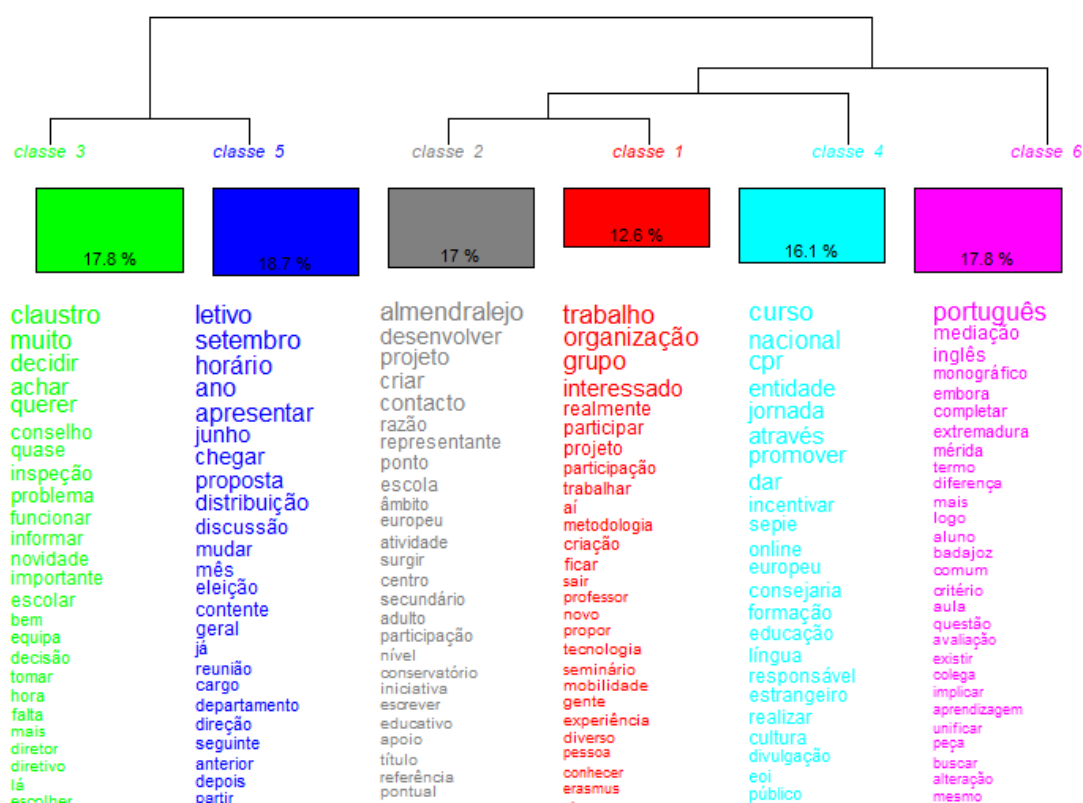 classe 3
classe 5
classe 2
classe 1
classe 4
classe 6
17.8 %
18.7 %
17 %
12.6 %
16.1 %
17.8 %
claustro
muito
decidir
achar
querer
conselho
quase
inspeção
problema
funcionar
informar
novidade
importante
escolar
bem
equipa
decisão
tomar
hora
falta
mais
diretor
diretivo
lá
escolher
letivo
setembro
horário
ano
apresentar
junho
chegar
proposta
distribuição
discussão
mudar
mês
eleição
contente
geral
já
reunião
cargo
departamento
direção
seguinte
anterior
depois
partir
almendralejo
desenvolver
projeto
criar
contacto
razão
representante
ponto
escola
âmbito
europeu
atividade
surgir
centro
secundário
adulto
participação
nível
conservatório
iniciativa
escrever
educativo
apoio
título
referência
pontual
trabalho
organização
grupo
interessado
realmente
participar
projeto
participação
trabalhar
aí
metodologia
criação
ficar
sair
professor
novo
propor
tecnologia
seminário
mobilidade
gente
experiência
diverso
pessoa
conhecer
erasmus
curso
nacional
cpr
entidade
jornada
através
promover
dar
incentivar
sepie
online
europeu
consejaria
formação
educação
língua
responsável
estrangeiro
realizar
cultura
divulgação
eoi
público
português
mediação
inglês
monográfico
embora
completar
extremadura
mérida
termo
diferença
mais
logo
aluno
badajoz
comum
critério
aula
questão
avaliação
existir
colega
implicar
aprendizagem
unificar
peça
buscar
alteração
mesmo